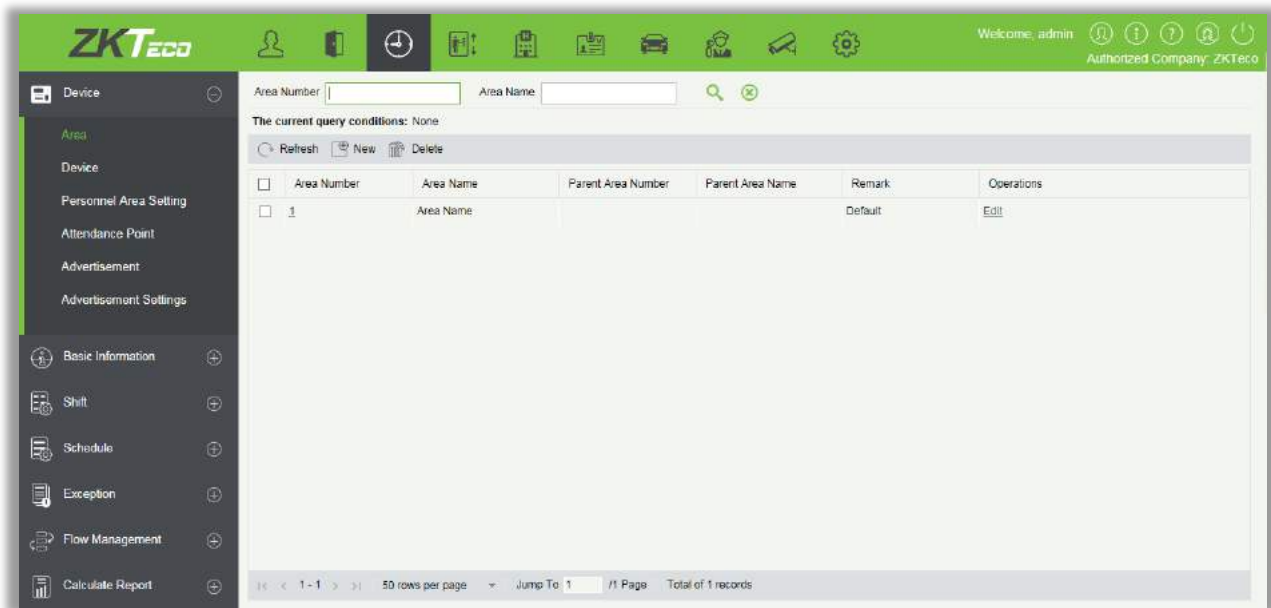 ZKTeco
Welcome, admin
Authorized Company: ZKTeco
Device
Area
Device
Personnel Area Setting
Attendance Point
Advertisement
Advertisement Settings
Basic Information
Shift
Schedule
Exception
Flow Management
Calculate Report
Area Number Area Name
The current query conditions: None
Refresh New Delete
Area Number Area Name Parent Area Number Parent Area Name Remark Operations
1 Area Name Default Edit
1-1 50 rows per page Jump To 1 /1 Page Total of 1 records